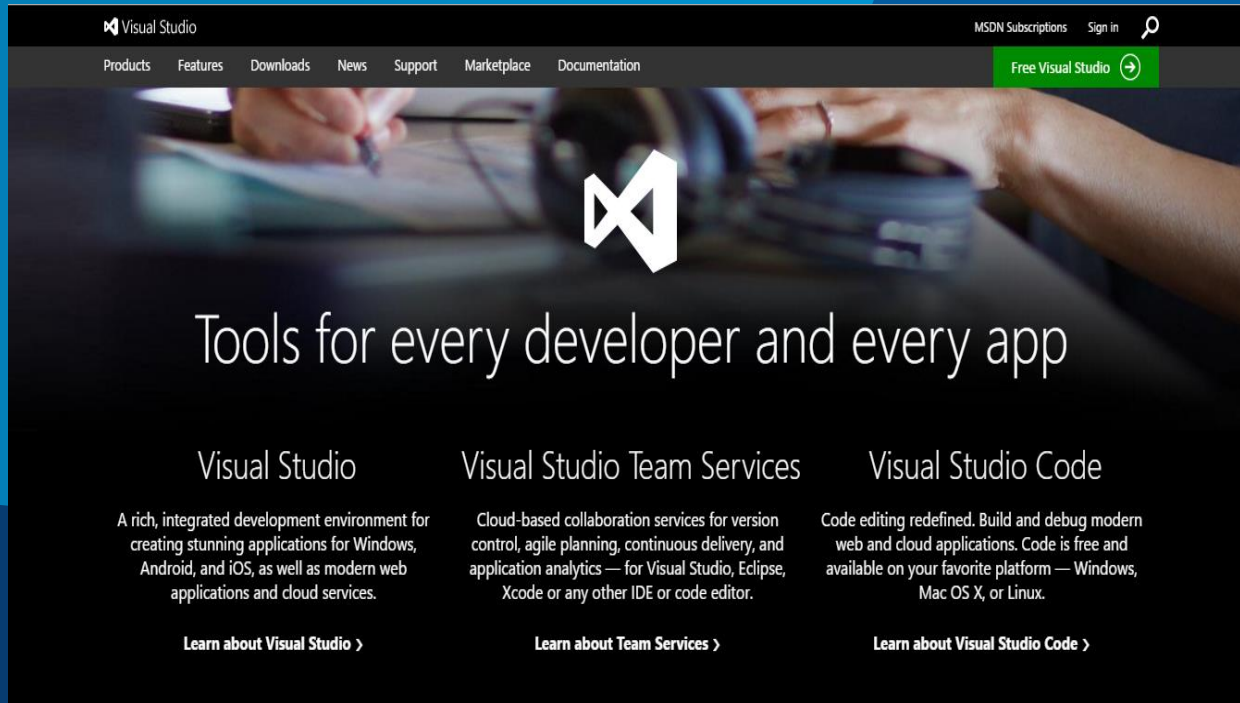 Visual Studio
MSDN Subscriptions Sign in
Products Features Downloads News Support Marketplace Documentation
Free Visual Studio
Tools for every developer and every app
Visual Studio
A rich, integrated development environment for
creating stunning applications for Windows,
Android, and iOS, as well as modern web
applications and cloud services.
Learn about Visual Studio ❯
Visual Studio Team Services
Cloud-based collaboration services for version
control, agile planning, continuous delivery, and
application analytics — for Visual Studio, Eclipse,
Xcode or any other IDE or code editor.
Learn about Team Services ❯
Visual Studio Code
Code editing redefined. Build and debug modern
web and cloud applications. Code is free and
available on your favorite platform — Windows,
Mac OS X, or Linux.
Learn about Visual Studio Code ❯